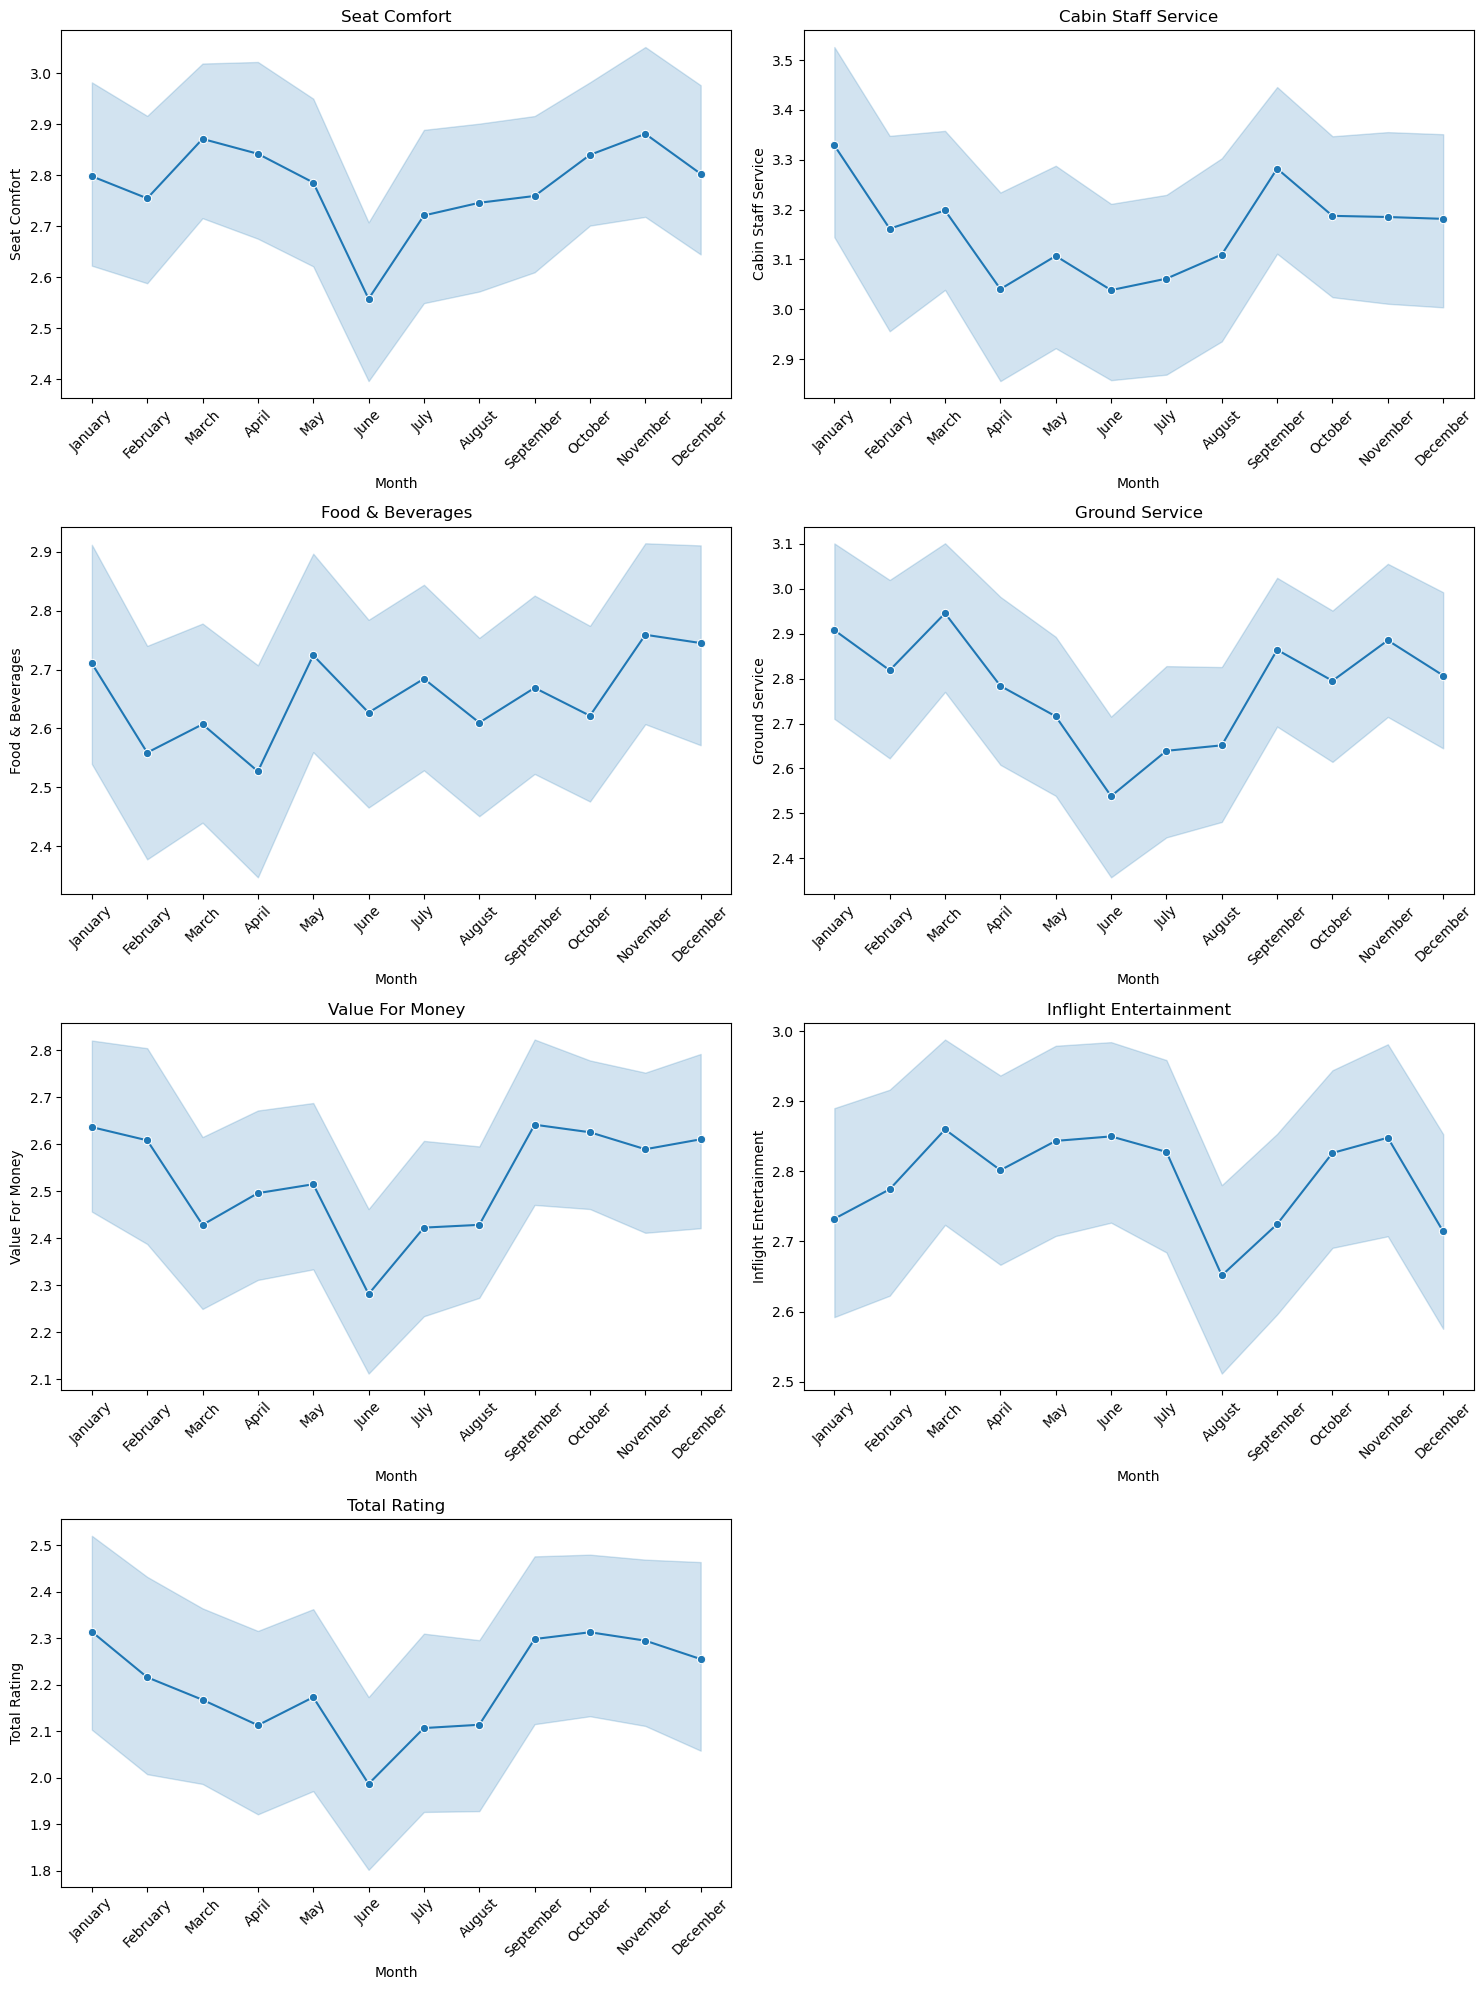 Seat Comfort
Seat Comfort
3.0
2.9
2.8
2.7
2.6
2.5
2.4
January February March April May June July August September October November December
Month
Cabin Staff Service
Cabin Staff Service
3.5
3.4
3.3
3.2
3.1
3.0
2.9
January February March April May June July August September October November December
Month
Food & Beverages
Food & Beverages
2.9
2.8
2.7
2.6
2.5
2.4
January February March April May June July August September October November December
Month
Ground Service
Ground Service
3.1
3.0
2.9
2.8
2.7
2.6
2.5
2.4
January February March April May June July August September October November December
Month
Value For Money
Value For Money
2.8
2.7
2.6
2.5
2.4
2.3
2.2
2.1
January February March April May June July August September October November December
Month
Inflight Entertainment
Inflight Entertainment
3.0
2.9
2.8
2.7
2.6
2.5
January February March April May June July August September October November December
Month
Total Rating
Total Rating
2.5
2.4
2.3
2.2
2.1
2.0
1.9
1.8
January February March April May June July August September October November December
Month